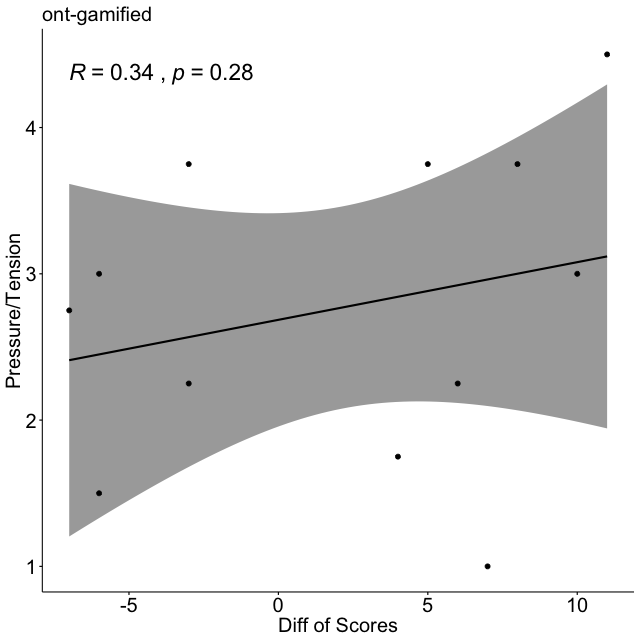 ont-gamified
R = 0.34 , p = 0.28
4
3
2
1
Pressure/Tension
-5 0 5 10
Diff of Scores